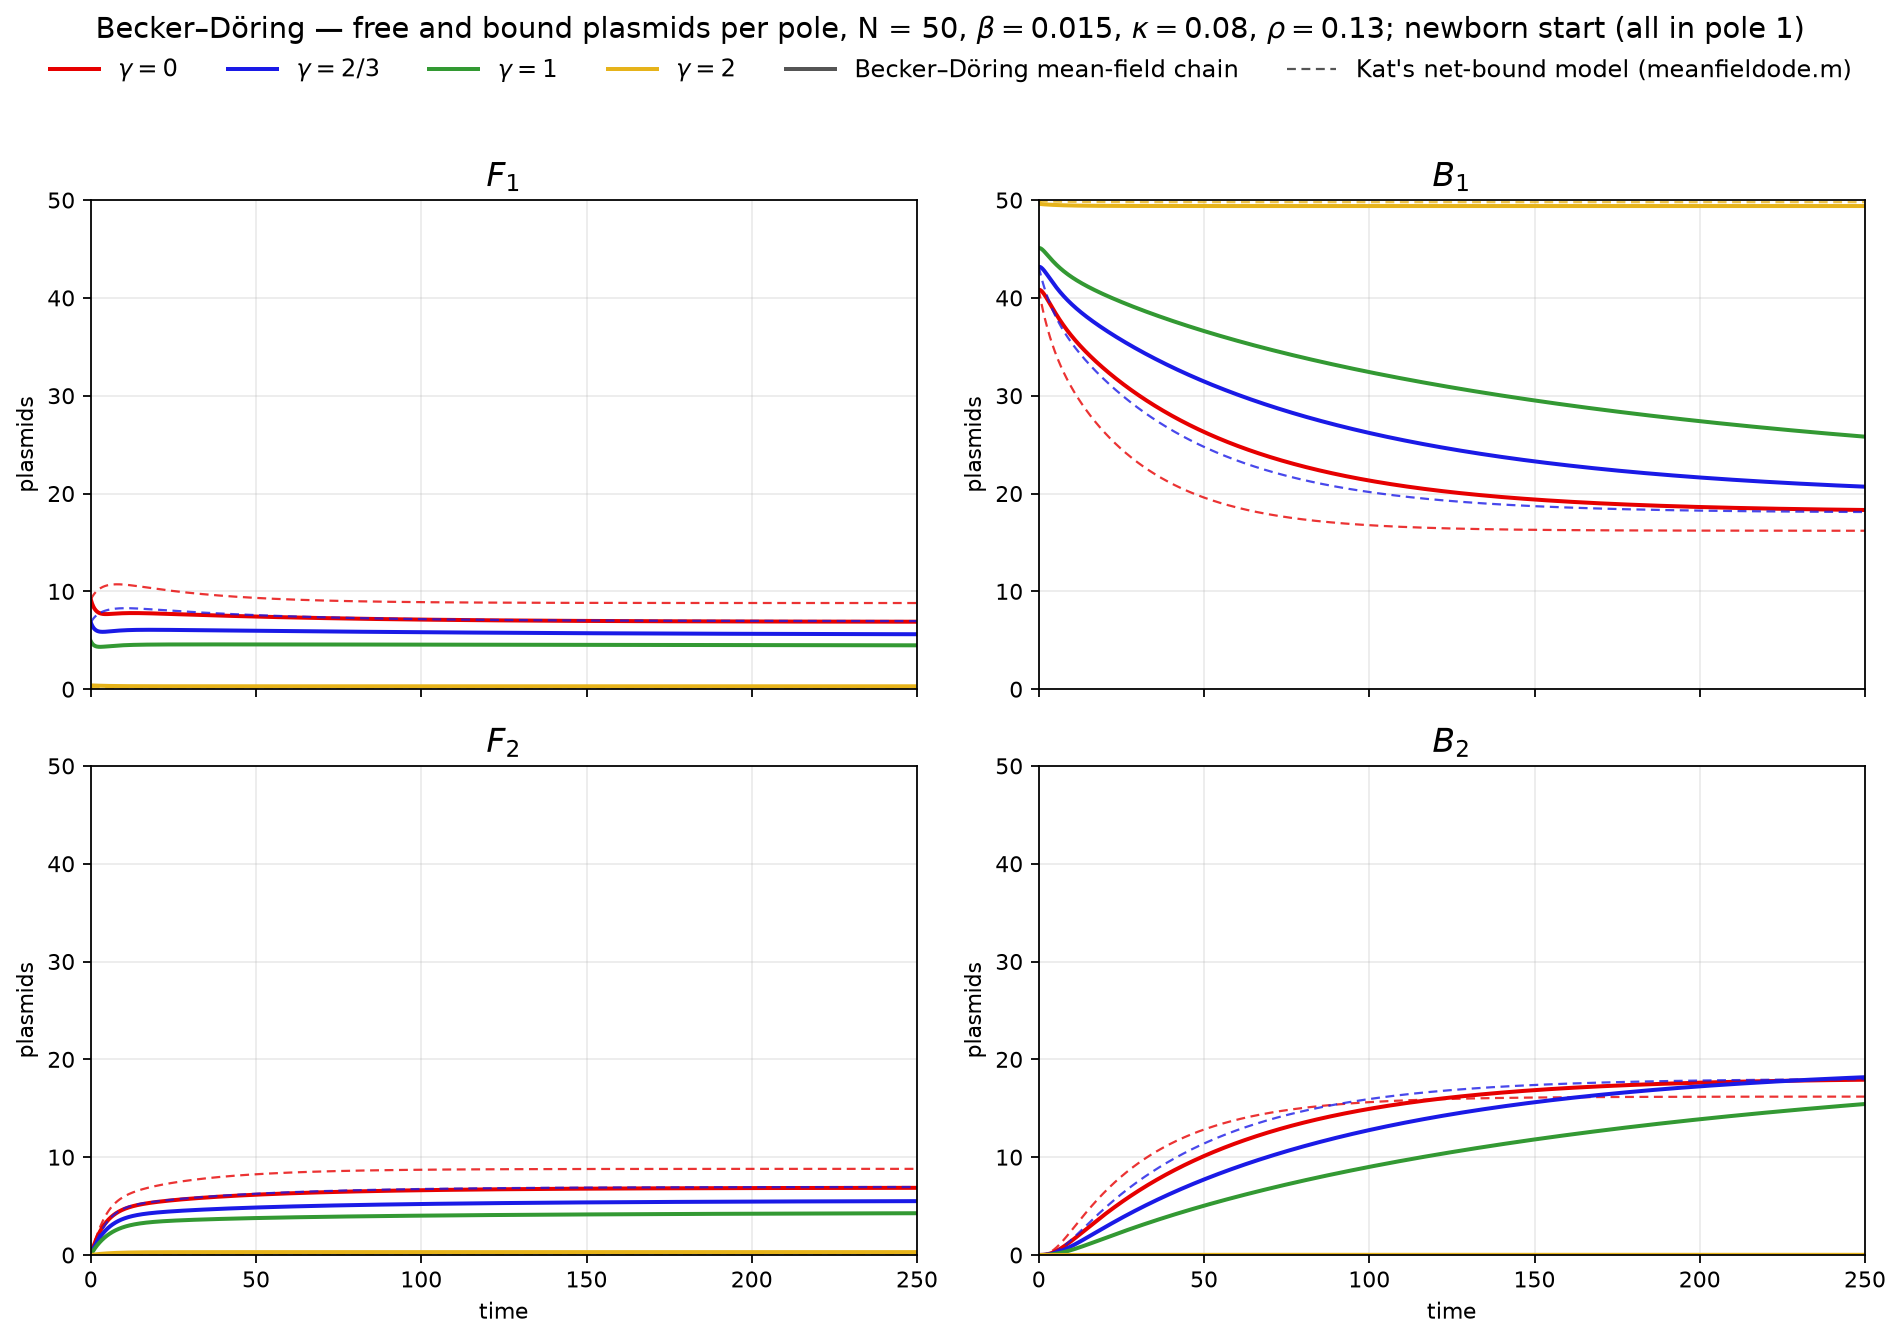 Becker–Döring — free and bound plasmids per pole, N = 50, β = 0.015, κ = 0.08, ρ = 0.13; newborn start (all in pole 1)
γ = 0 γ = 2/3 γ = 1 γ = 2 Becker–Döring mean-field chain Kat's net-bound model (meanfieldode.m)
F₁
50
40
30
20
10
0
plasmids
B₁
50
40
30
20
10
0
plasmids
F₂
50
40
30
20
10
0
plasmids
0 50 100 150 200 250
time
B₂
50
40
30
20
10
0
plasmids
0 50 100 150 200 250
time